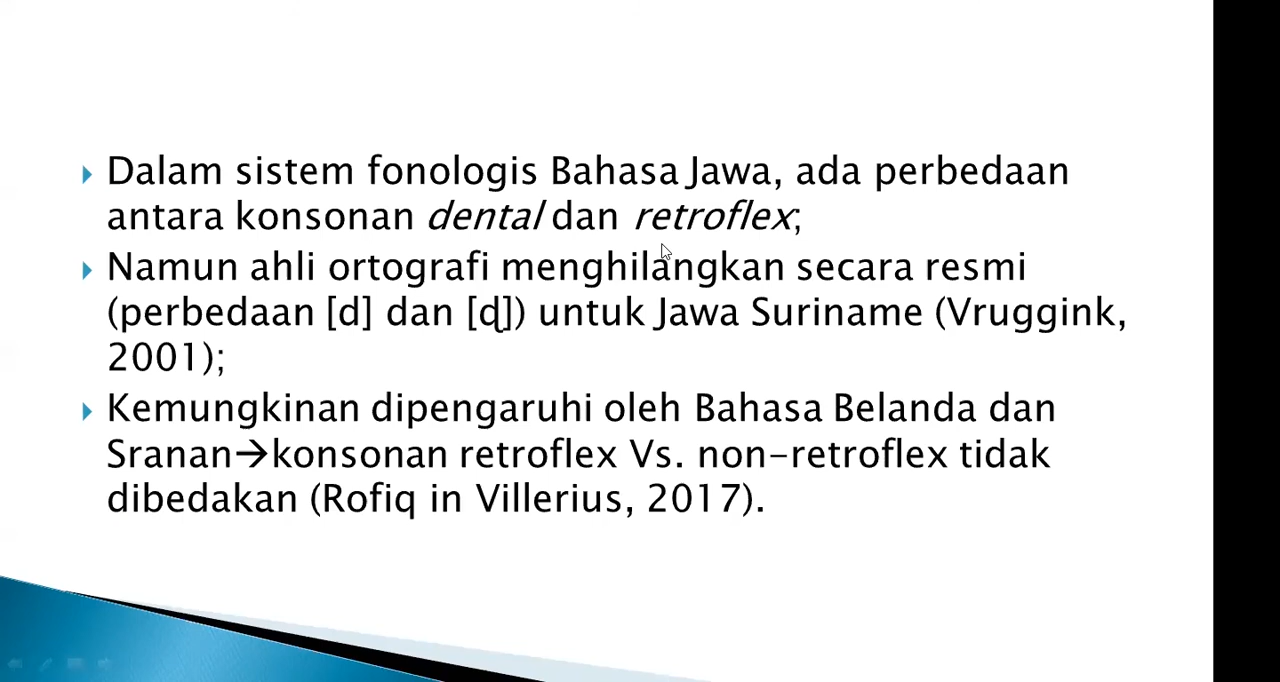 Dalam sistem fonologis Bahasa Jawa, ada perbedaan
antara konsonan dental dan retroflex;
Namun ahli ortografi menghilangkan secara resmi
(perbedaan [d] dan [ɖ]) untuk Jawa Suriname (Vruggink,
2001);
Kemungkinan dipengaruhi oleh Bahasa Belanda dan
Sranan→konsonan retroflex Vs. non-retroflex tidak
dibedakan (Rofiq in Villerius, 2017).